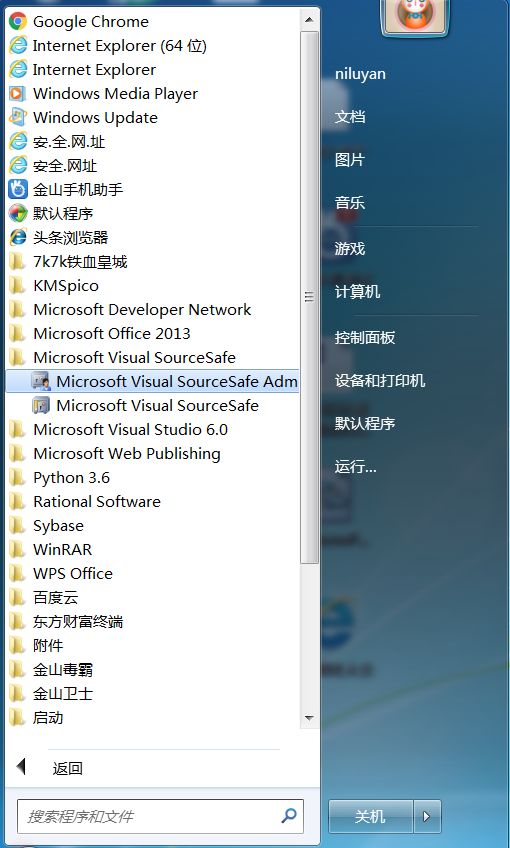 Google Chrome
Internet Explorer (64 位)
Internet Explorer
Windows Media Player
Windows Update
安.全.网.址
安全.网址
金山手机助手
默认程序
头条浏览器
7k7k铁血皇城
KMSpico
Microsoft Developer Network
Microsoft Office 2013
Microsoft Visual SourceSafe
Microsoft Visual SourceSafe Adm
Microsoft Visual SourceSafe
Microsoft Visual Studio 6.0
Microsoft Web Publishing
Python 3.6
Rational Software
Sybase
WinRAR
WPS Office
百度云
东方财富终端
附件
金山毒霸
金山卫士
启动
返回
搜索程序和文件
niluyan
文档
图片
音乐
游戏
计算机
控制面板
设备和打印机
默认程序
运行...
关机